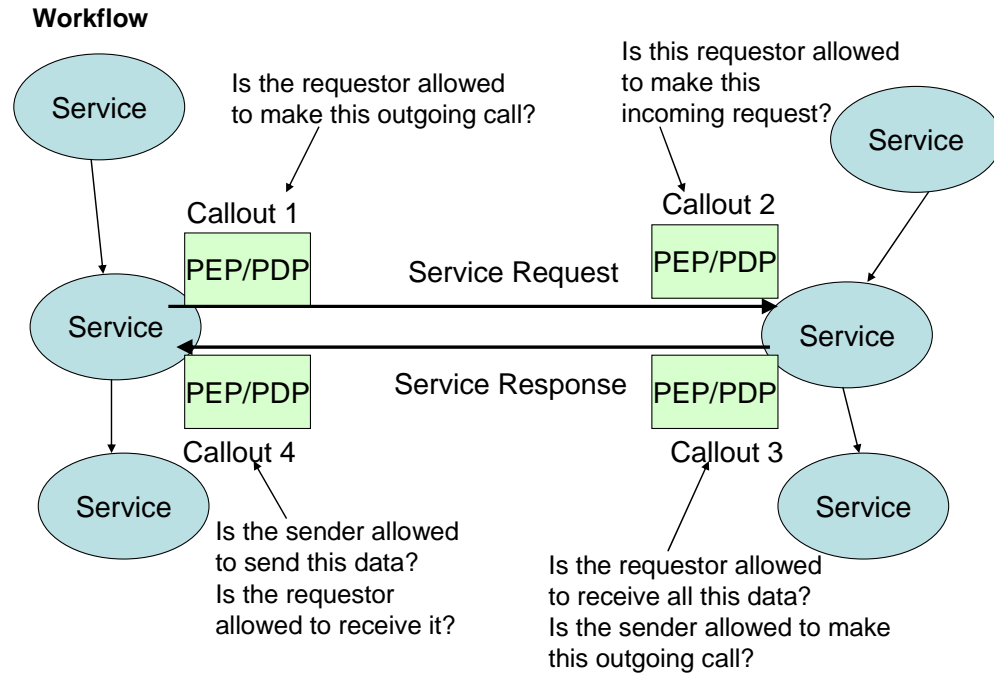 Workflow
Service
Is the requestor allowed
to make this outgoing call?
Is this requestor allowed
to make this
incoming request?
Service
Callout 1
PEP/PDP
Callout 2
PEP/PDP
Service Request
Service
Service
Service Response
PEP/PDP
Callout 4
PEP/PDP
Callout 3
Service
Service
Is the sender allowed
to send this data?
Is the requestor
allowed to receive it?
Is the requestor allowed
to receive all this data?
Is the sender allowed to make
this outgoing call?